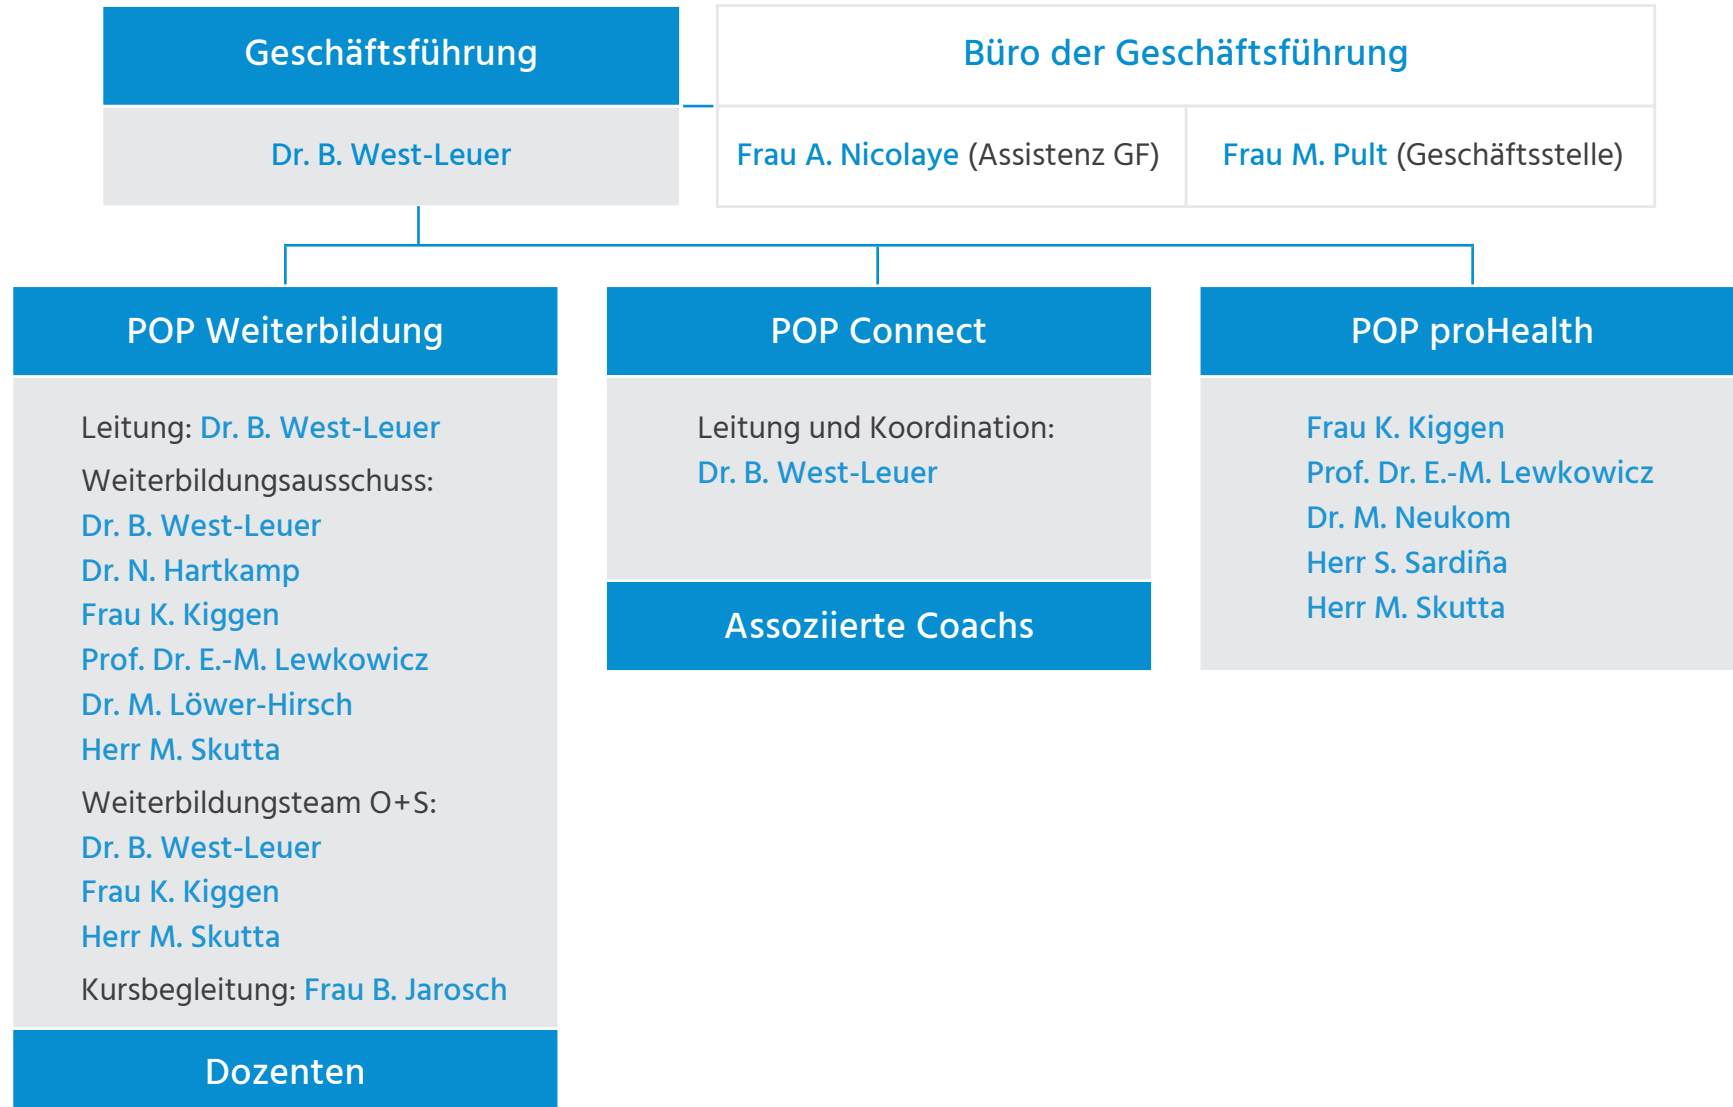 Geschäftsführung
Dr. B. West-Leuer
Büro der Geschäftsführung
Frau A. Nicolaye (Assistenz GF)
Frau M. Pult (Geschäftsstelle)
POP Weiterbildung
Leitung: Dr. B. West-Leuer
Weiterbildungsausschuss:
Dr. B. West-Leuer
Dr. N. Hartkamp
Frau K. Kiggen
Prof. Dr. E.-M. Lewkowicz
Dr. M. Löwer-Hirsch
Herr M. Skutta
Weiterbildungsteam O+S:
Dr. B. West-Leuer
Frau K. Kiggen
Herr M. Skutta
Kursbegleitung: Frau B. Jarosch
Dozenten
POP Connect
Leitung und Koordination:
Dr. B. West-Leuer
Assoziierte Coachs
POP proHealth
Frau K. Kiggen
Prof. Dr. E.-M. Lewkowicz
Dr. M. Neukom
Herr S. Sardiña
Herr M. Skutta